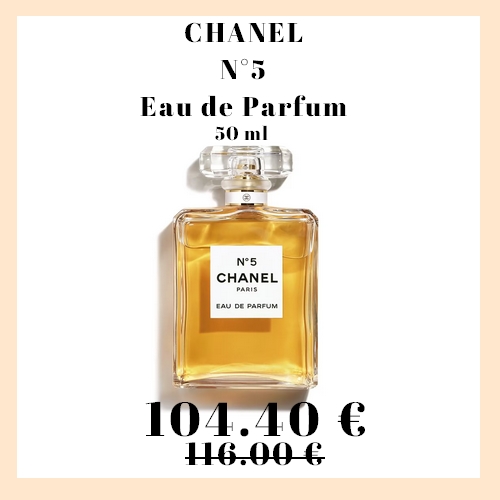 CHANEL
N°5
Eau de Parfum
50 ml
N°5
CHANEL
PARIS
EAU DE PARFUM
104.40 €
116.00 €